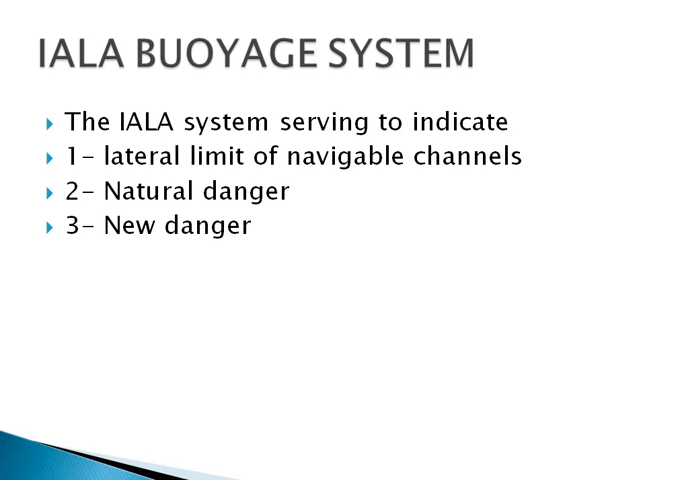 IALA BUOYAGE SYSTEM
The IALA system serving to indicate
1- lateral limit of navigable channels
2- Natural danger
3- New danger